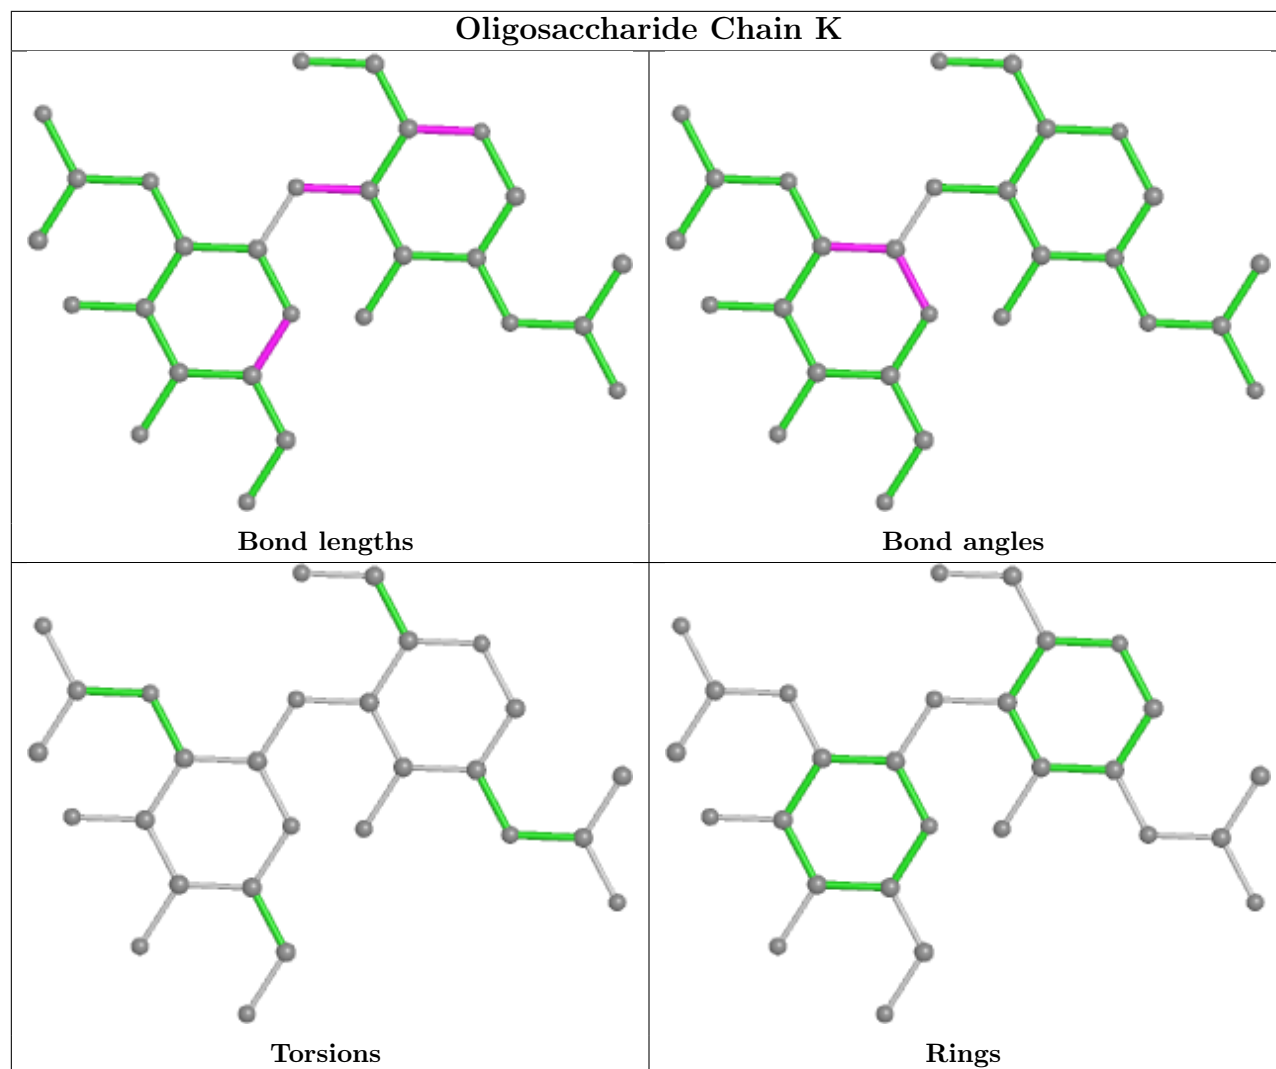 Oligosaccharide Chain K
Bond lengths
Bond angles
Torsions
Rings